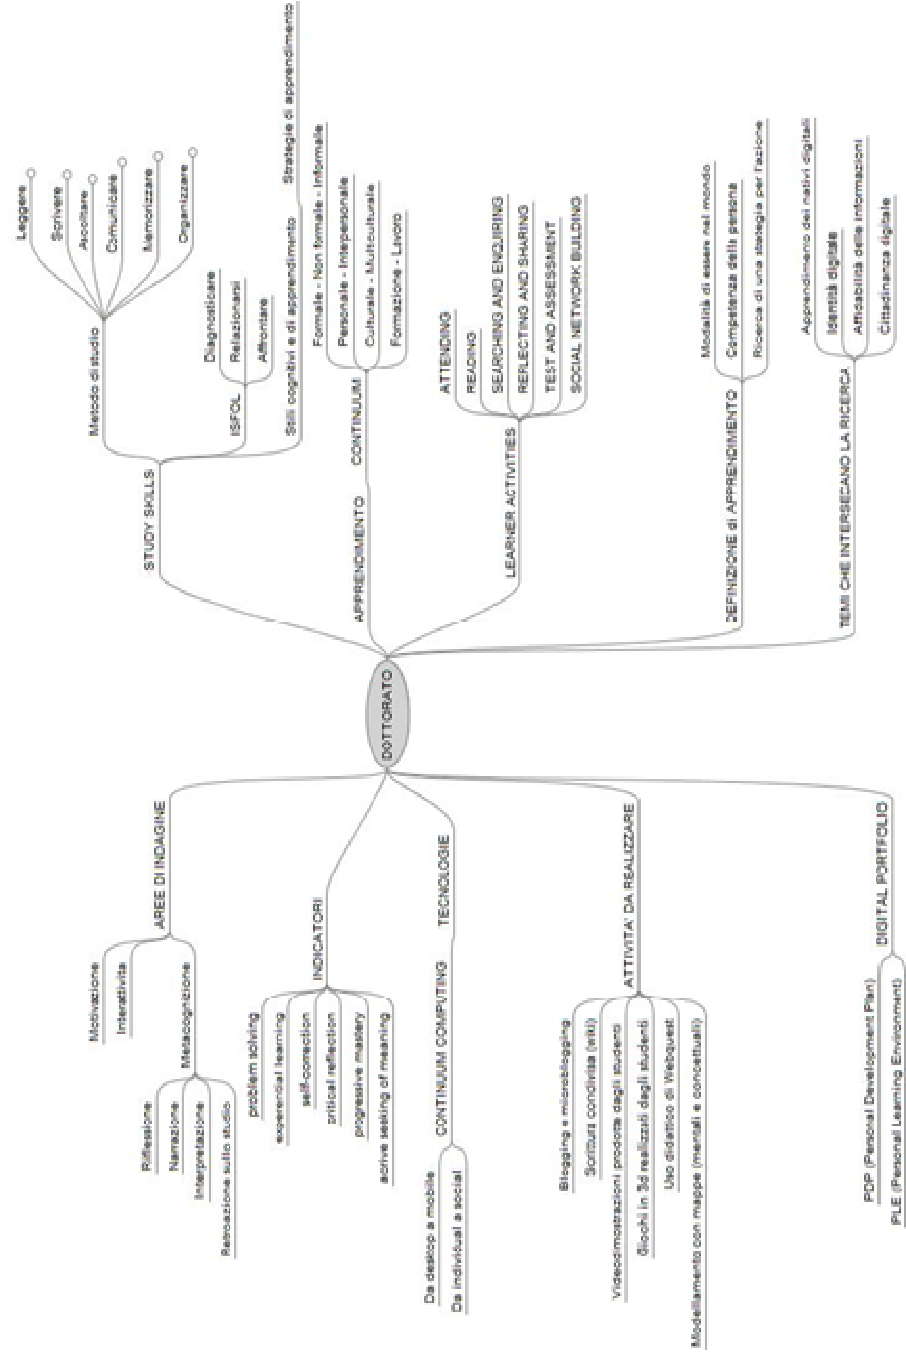 DOTTORATO
STUDY SKILLS
Metodo di studio
Leggere
Scrivere
Ascoltare
Comunicare
Memorizzare
Organizzare
ISFOL
Diagnosticare
Relazionarsi
Affrontare
Stili cognitivi e di apprendimento
Strategie di apprendimento
APPRENDIMENTO
CONTINUUM
Formale - Non formale - Informale
Personale - Intepersonale
Culturale - Multiculturale
Formazione - Lavoro
LEARNER ACTIVITIES
ATTENDING
READING
SEARCHING AND ENQUIRING
REFLECTING AND SHARING
TEST AND ASSESSMENT
SOCIAL NETWORK BUILDING
DEFINIZIONE di APPRENDIMENTO
Modalità di essere nel mondo
Competenza della persona
Ricerca di una strategia per l'azione
TEMI CHE INTERSECANO LA RICERCA
Apprendimeno dei nativi digitali
Identità digitale
Affidabilità delle informazioni
Cittadinanza digitale
AREE DI INDAGINE
Motivazione
Interattività
Metacognizione
Riflessione
Narrazione
Interpretazione
Retroazione sullo studio
INDICATORI
problem solving
experential learning
self-correction
critical reflection
progressive mastery
acrive seeking of meaning
TECNOLOGIE
CONTINUUM COMPUTING
Da desktop a mobile
Da individual a social
ATTIVITA' DA REALIZZARE
Blogging e microblogging
Scrittura condivisa (wiki)
Videodimostrazioni prodotte dagli studenti
Giochi in 3d realizzati dagli studenti
Uso didattico di Webquest
Modellamento con mappe (mentali e concettuali)
DIGITAL PORTFOLIO
PDP (Personal Development Plan)
PLE (Personal Learning Environment)